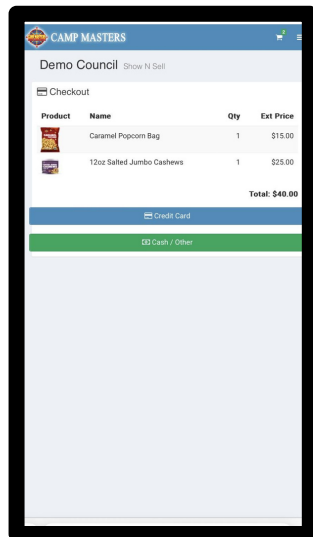 CAMP MASTERS
2
Demo Council Show N Sell
Checkout
Product Name Qty Ext Price
Caramel Popcorn Bag 1 $15.00
12oz Salted Jumbo Cashews 1 $25.00
Total: $40.00
Credit Card
Cash / Other